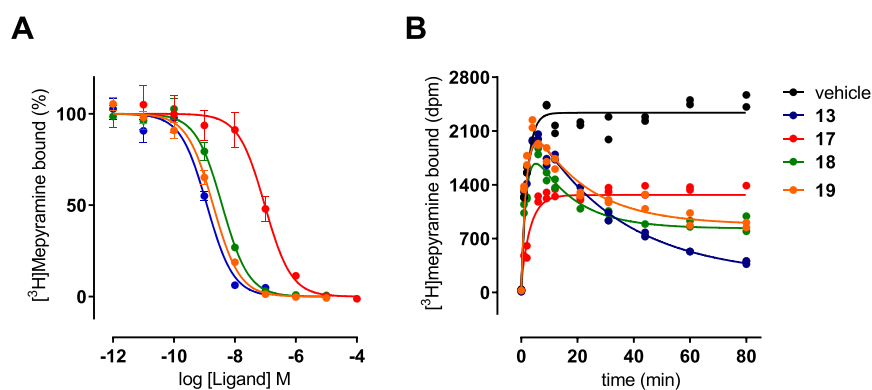 A
[³H]Mepyramine bound (%)
100
50
0
-12 -10 -8 -6 -4
log [Ligand] M
B
[³H]mepyramine bound (dpm)
2800
2100
1400
700
0
0 20 40 60 80
time (min)
vehicle
13
17
18
19